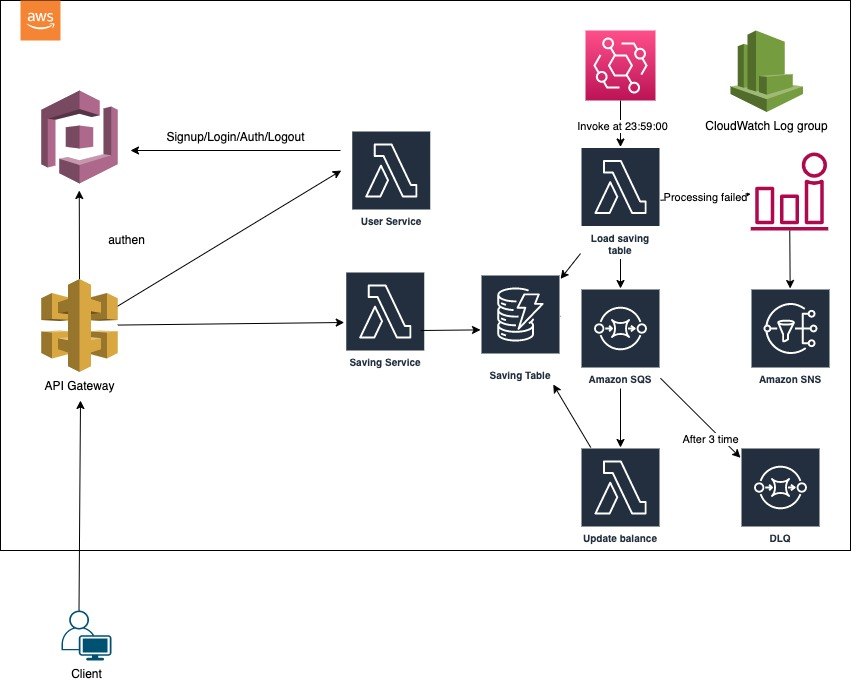 aws
Invoke at 23:59:00
CloudWatch Log group
Signup/Login/Auth/Logout
Processing failed
User Service
authen
Load saving
table
Saving Service
Saving Table
API Gateway
Amazon SQS
Amazon SNS
After 3 time
Update balance
DLQ
Client